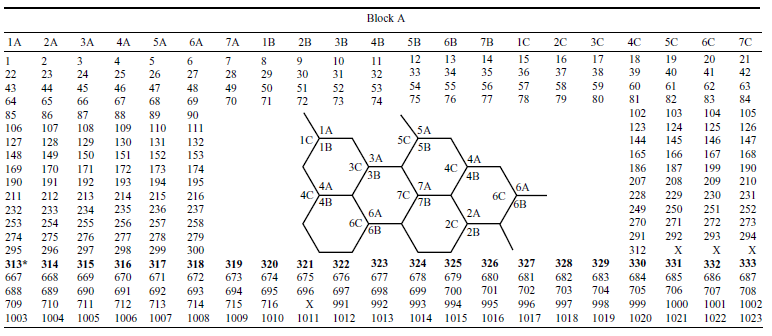 Block A
1A 2A 3A 4A 5A 6A 7A 1B 2B 3B 4B 5B 6B 7B 1C 2C 3C 4C 5C 6C 7C
1 2 3 4 5 6 7 8 9 10 11 12 13 14 15 16 17 18 19 20 21
22 23 24 25 26 27 28 29 30 31 32 33 34 35 36 37 38 39 40 41 42
43 44 45 46 47 48 49 50 51 52 53 54 55 56 57 58 59 60 61 62 63
64 65 66 67 68 69 70 71 72 73 74 75 76 77 78 79 80 81 82 83 84
85 86 87 88 89 90 102 103 104 105
106 107 108 109 110 111 1A 5A 123 124 125 126
127 128 129 130 131 132 1C 1B 5C 5B 144 145 146 147
148 149 150 151 152 153 3A 4A 165 166 167 168
169 170 171 172 173 174 3C 3B 4C 4B 186 187 199 190
190 191 192 193 194 195 4A 7A 6A 207 208 209 210
211 212 213 214 215 216 4C 4B 7C 7B 6C 6B 228 229 230 231
232 233 234 235 236 237 6A 2A 249 250 251 252
253 254 255 256 257 258 6C 6B 2C 2B 270 271 272 273
274 275 276 277 278 279 291 292 293 294
295 296 297 298 299 300 312 X X X
313* 314 315 316 317 318 319 320 321 322 323 324 325 326 327 328 329 330 331 332 333
667 668 669 670 671 672 673 674 675 676 677 678 679 680 681 682 683 684 685 686 687
688 689 690 691 692 693 694 695 696 697 698 699 700 701 702 703 704 705 706 707 708
709 710 711 712 713 714 715 716 X 991 992 993 994 995 996 997 998 999 1000 1001 1002
1003 1004 1005 1006 1007 1008 1009 1010 1011 1012 1013 1014 1015 1016 1017 1018 1019 1020 1021 1022 1023